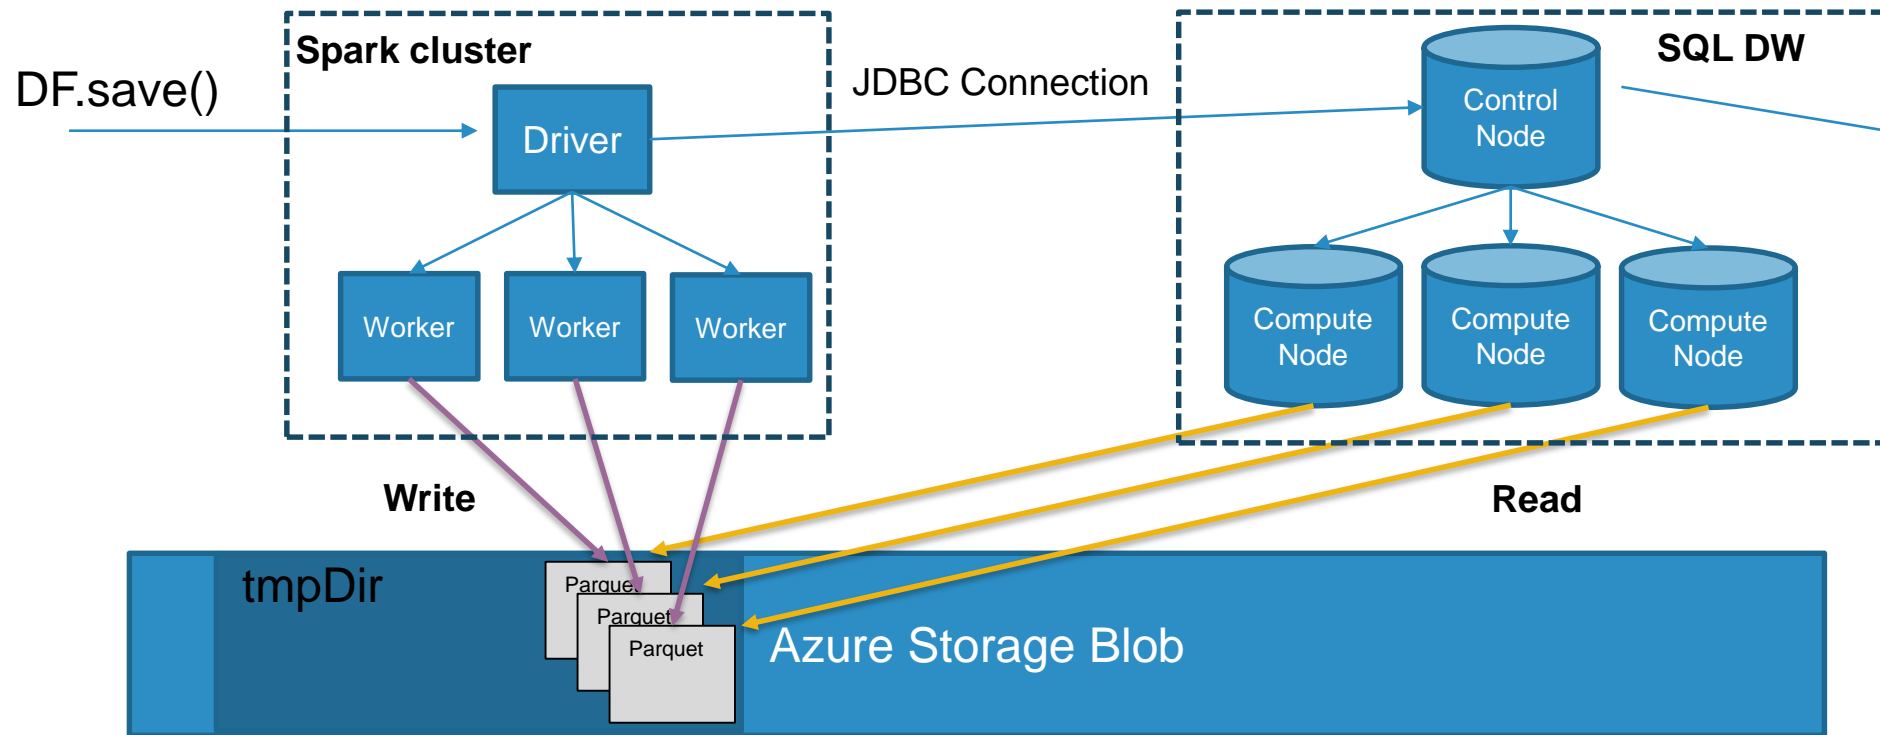 Spark cluster
SQL DW
DF.save()
JDBC Connection
Driver
Control
Node
Worker
Worker
Worker
Compute
Node
Compute
Node
Compute
Node
Write
Read
tmpDir
Parquet
Parquet
Parquet
Azure Storage Blob